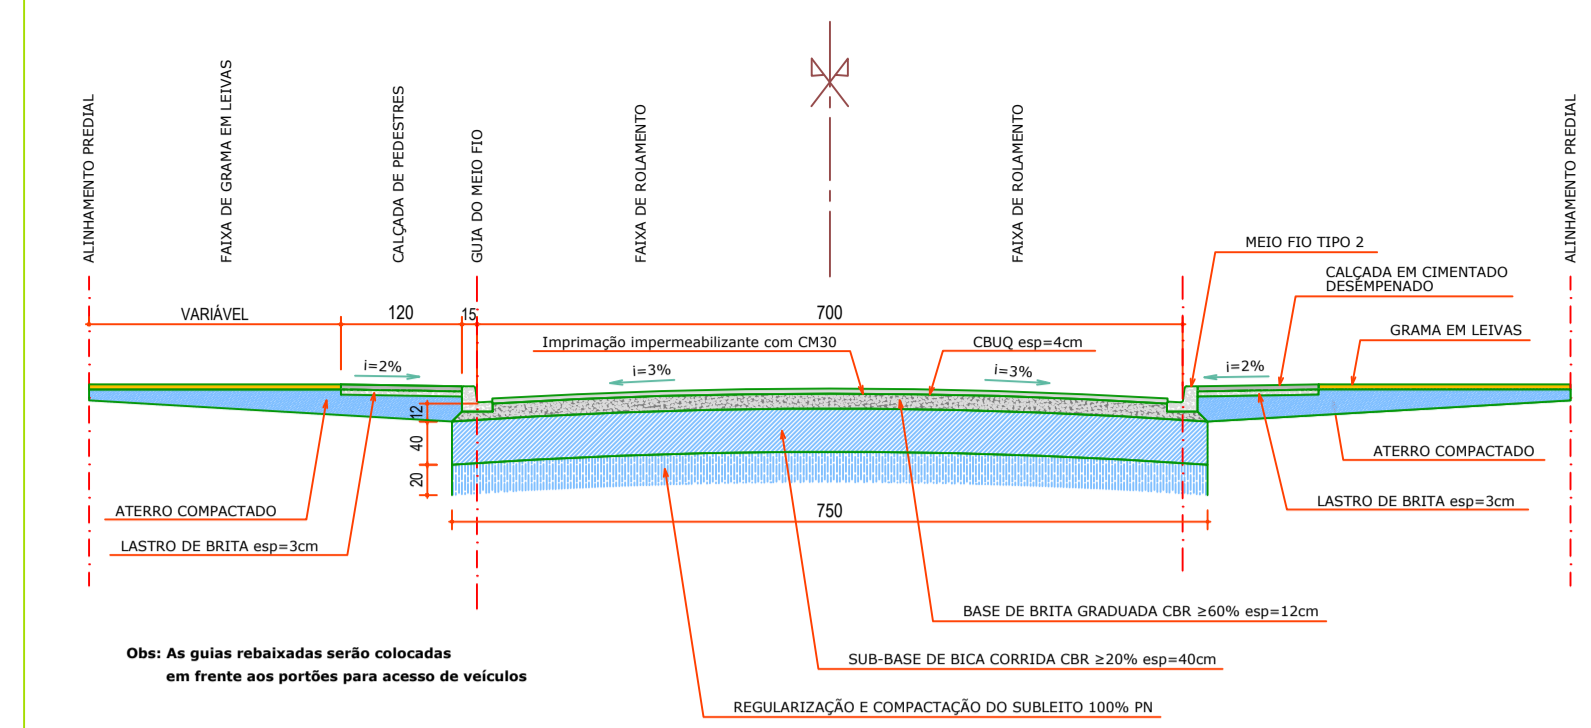 ALINHAMENTO PREDIAL
FAIXA DE GRAMA EM LEIVAS
CALÇADA DE PEDESTRES
GUIA DO MEIO FIO
FAIXA DE ROLAMENTO
FAIXA DE ROLAMENTO
ALINHAMENTO PREDIAL
MEIO FIO TIPO 2
CALÇADA EM CIMENTADO
DESEMPENADO
GRAMA EM LEIVAS
VARIÁVEL
120
15
700
Imprimação impermeabilizante com CM30
CBUQ esp=4cm
i=2%
i=3%
i=3%
i=2%
12
40
20
ATERRO COMPACTADO
LASTRO DE BRITA esp=3cm
750
ATERRO COMPACTADO
LASTRO DE BRITA esp=3cm
BASE DE BRITA GRADUADA CBR ≥60% esp=12cm
SUB-BASE DE BICA CORRIDA CBR ≥20% esp=40cm
REGULARIZAÇÃO E COMPACTAÇÃO DO SUBLEITO 100% PN
Obs: As guias rebaixadas serão colocadas
em frente aos portões para acesso de veículos